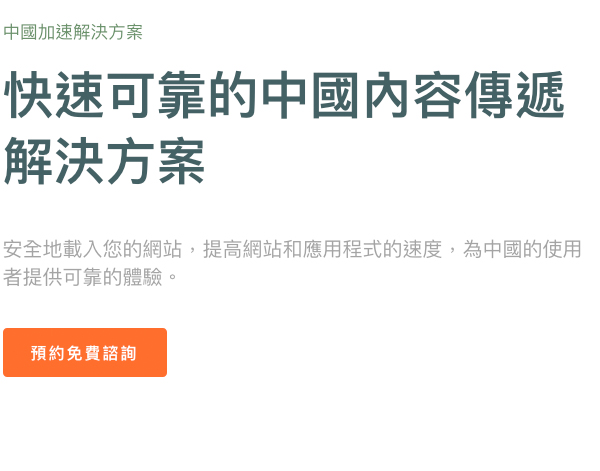 中國加速解決方案
快速可靠的中國內容傳遞
解決方案
安全地載入您的網站，提高網站和應用程式的速度，為中國的使用
者提供可靠的體驗。
預約免費諮詢